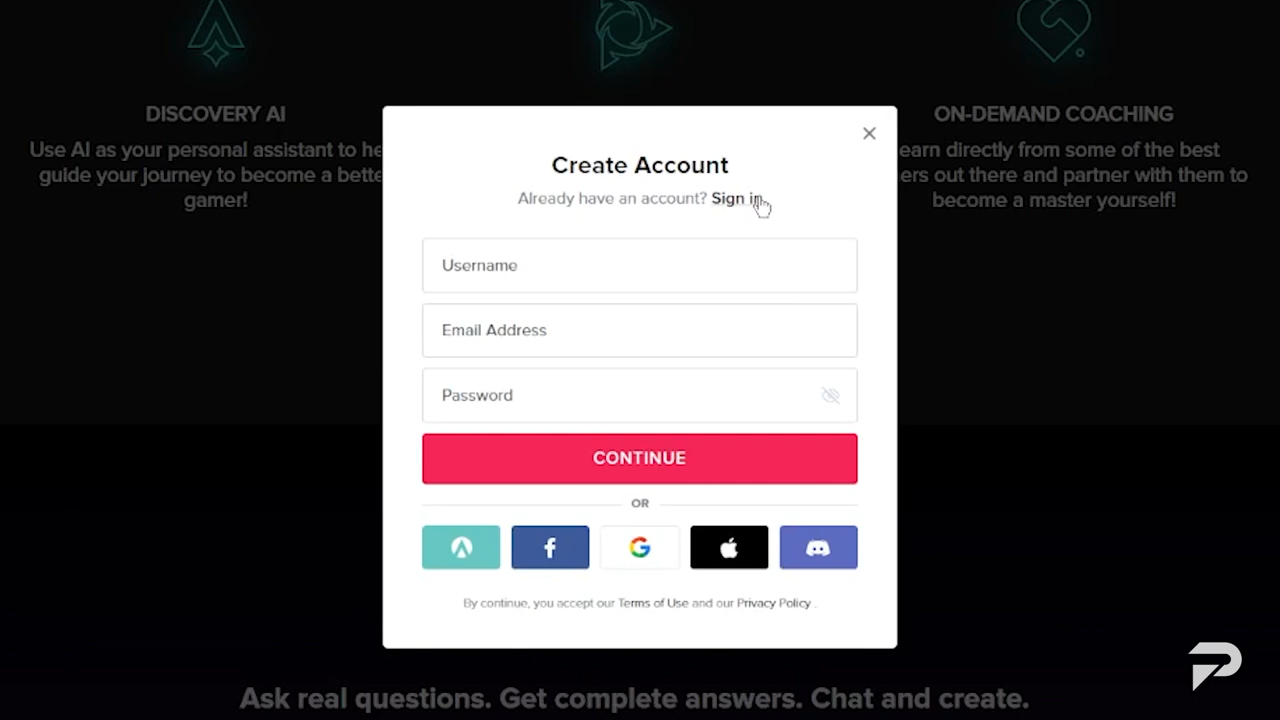 DISCOVERY AI
Use AI as your personal assistant to he
guide your journey to become a bette
gamer!
ON-DEMAND COACHING
earn directly from some of the best
ers out there and partner with them to
become a master yourself!
Create Account
Already have an account? Sign in
Username
Email Address
Password
CONTINUE
OR
By continue, you accept our Terms of Use and our Privacy Policy .
Ask real questions. Get complete answers. Chat and create.